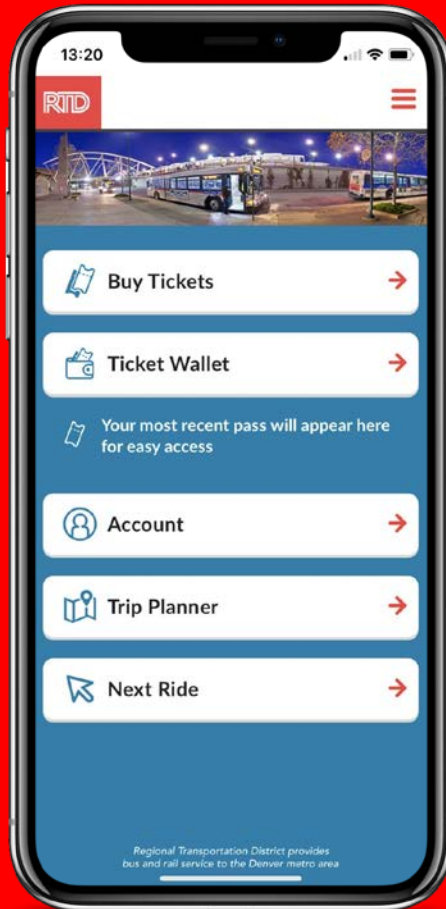 13:20
RTD
Buy Tickets
Ticket Wallet
Your most recent pass will appear here
for easy access
Account
Trip Planner
Next Ride
Regional Transportation District provides
bus and rail service to the Denver metro area